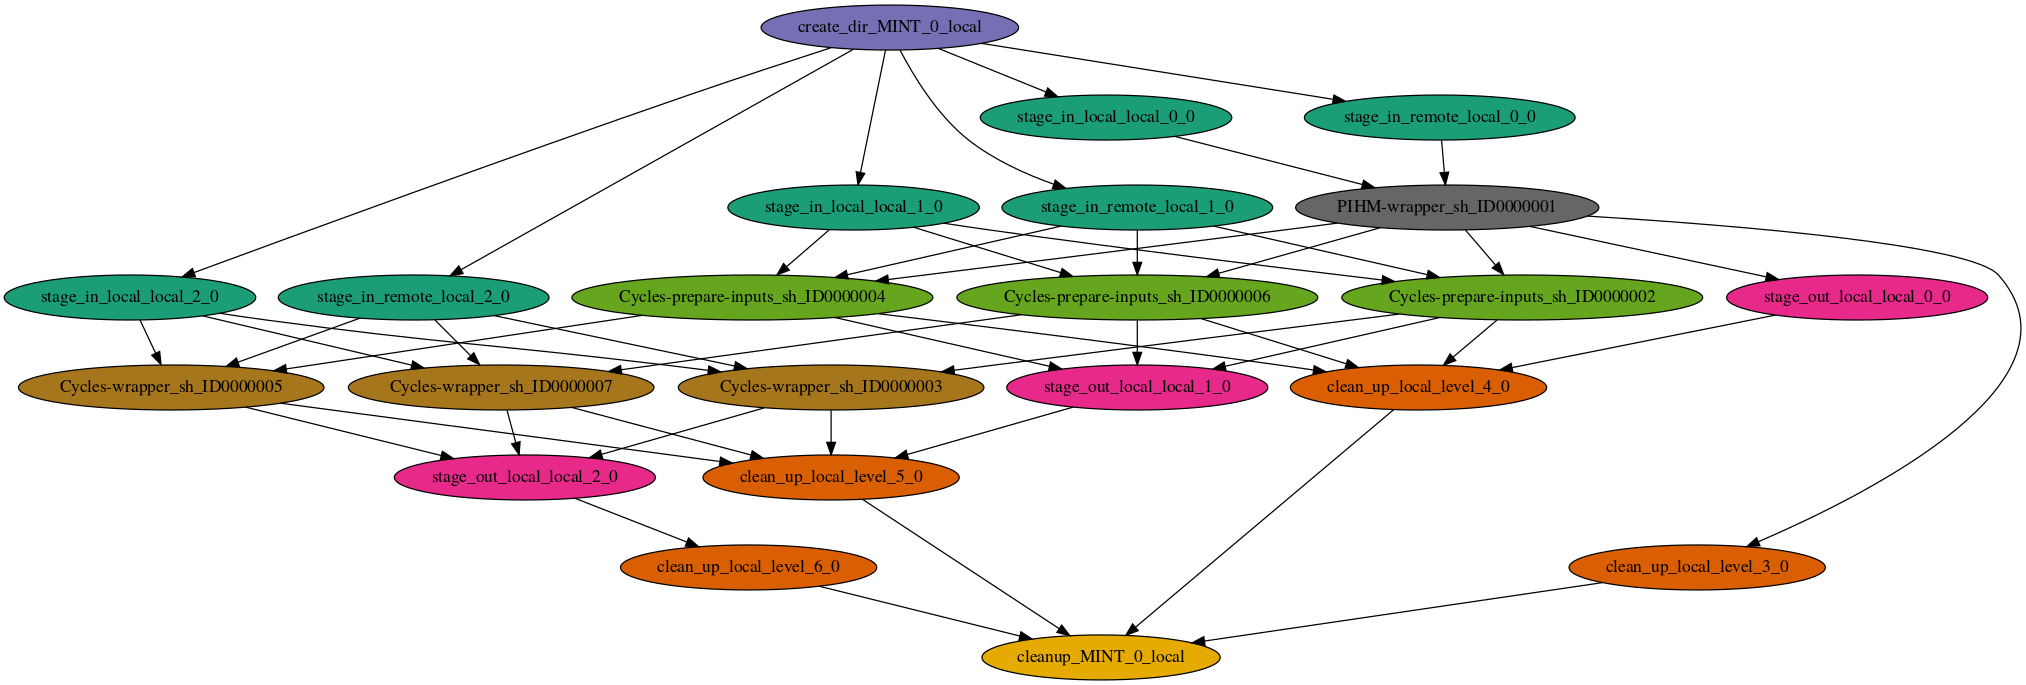 create_dir_MINT_0_local
stage_in_local_local_0_0
stage_in_remote_local_0_0
stage_in_local_local_1_0
stage_in_remote_local_1_0
PIHM-wrapper_sh_ID0000001
stage_in_local_local_2_0
stage_in_remote_local_2_0
Cycles-prepare-inputs_sh_ID0000004
Cycles-prepare-inputs_sh_ID0000006
Cycles-prepare-inputs_sh_ID0000002
stage_out_local_local_0_0
Cycles-wrapper_sh_ID0000005
Cycles-wrapper_sh_ID0000007
Cycles-wrapper_sh_ID0000003
stage_out_local_local_1_0
clean_up_local_level_4_0
stage_out_local_local_2_0
clean_up_local_level_5_0
clean_up_local_level_6_0
clean_up_local_level_3_0
cleanup_MINT_0_local